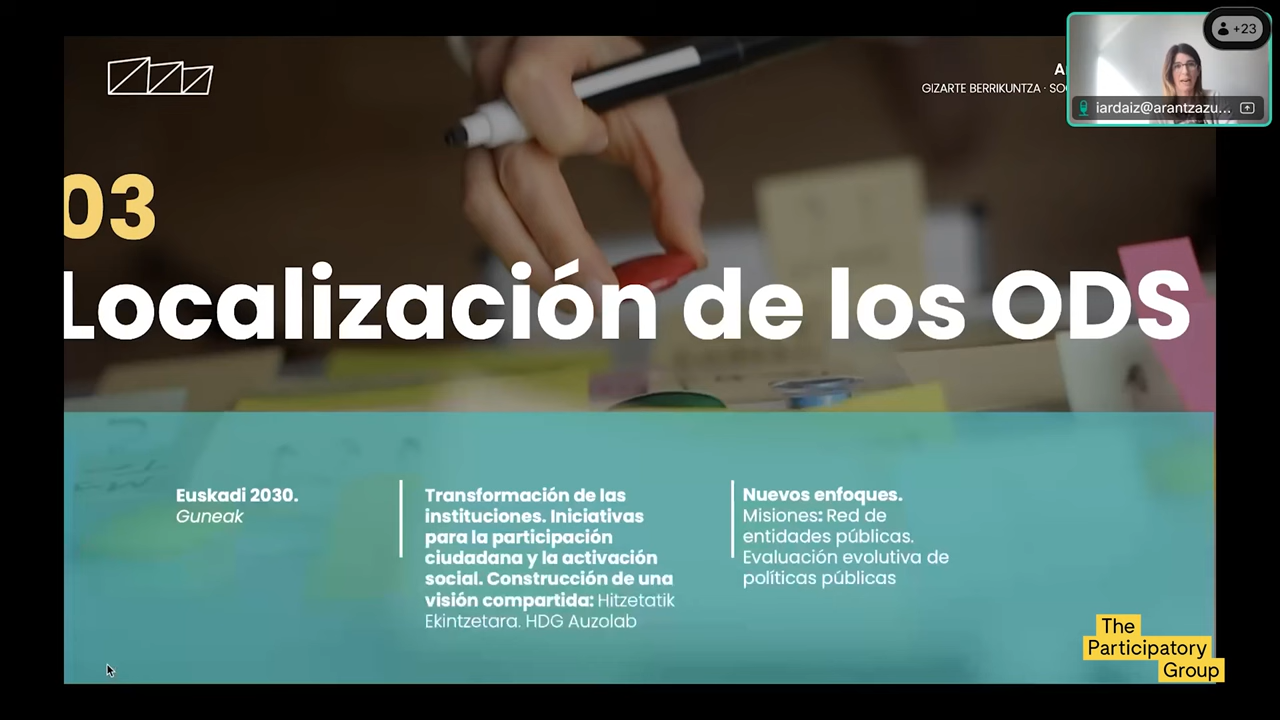 +23
GIZARTE BERRIKUNTZA ·
iardaiz@arantzazu...
03
Localización de los ODS
Euskadi 2030.
Guneak
Transformación de las
instituciones. Iniciativas
para la participación
ciudadana y la activación
social. Construcción de una
visión compartida: Hitzetatik
Ekintzetara. HDG Auzolab
Nuevos enfoques.
Misiones: Red de
entidades públicas.
Evaluación evolutiva de
políticas públicas
The
Participatory
Group